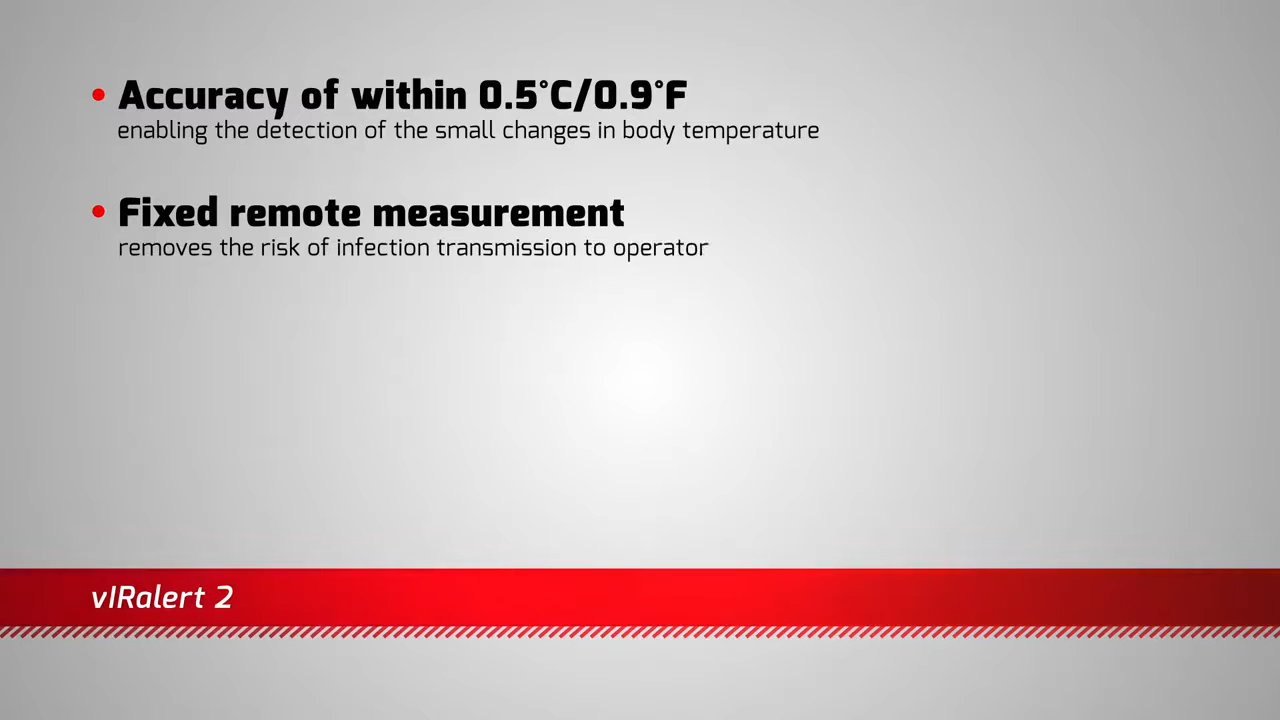 • Accuracy of within 0.5°C/0.9°F
enabling the detection of the small changes in body temperature
• Fixed remote measurement
removes the risk of infection transmission to operator
vIRalert 2